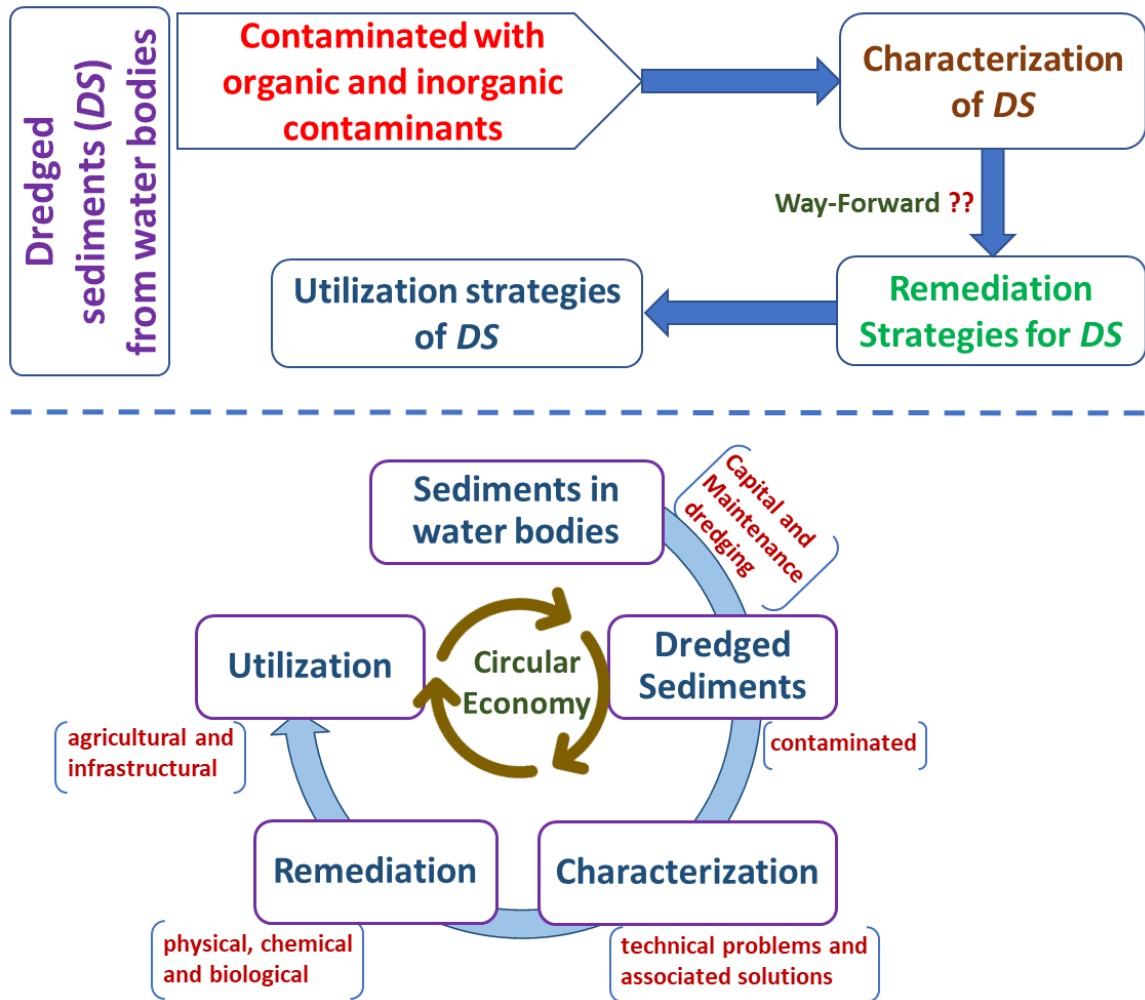 Dredged
sediments (DS)
from water bodies
Contaminated with
organic and inorganic
contaminants
Characterization
of DS
Way-Forward ??
Remediation
Strategies for DS
Utilization strategies
of DS
Sediments in
water bodies
Capital and
Maintenance
dredging
Dredged
Sediments
contaminated
Characterization
technical problems and
associated solutions
Remediation
physical, chemical
and biological
Utilization
agricultural and
infrastructural
Circular
Economy